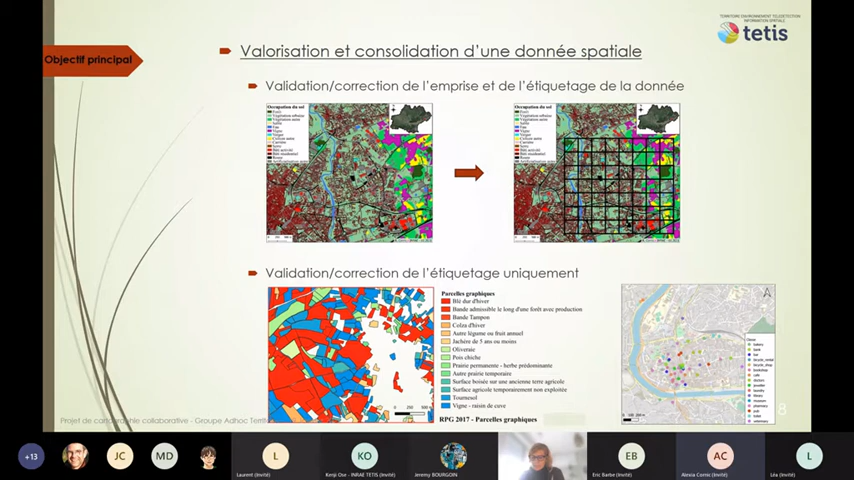 TERRITOIRE ENVIRONNEMENT TÉLÉDÉTECTION
INFORMATION SPATIALE
tetis
Objectif principal
Valorisation et consolidation d'une donnée spatiale
Validation/correction de l'emprise et de l'étiquetage de la donnée
Occupation du sol
Occupation du sol
Validation/correction de l'étiquetage uniquement
Parcelles graphiques
Blé dur d'hiver
Bande admissible le long d'une forêt avec production
Bande Tampon
Colza d'hiver
Autre légume ou fruit annuel
Jachère de 5 ans ou moins
Oliveraie
Pois chiche
Prairie permanente - herbe prédominante
Autre prairie temporaire
Surface boisée sur une ancienne terre agricole
Surface agricole temporairement non exploitée
Tournesol
Vigne - raisin de cuve
RPG 2017 - Parcelles graphiques
Projet de cartographie collaborative - Groupe Adhoc Territ
8
+13
JC
MD
L
Laurent (Invité)
KO
Kenji Ose - INRAE TETIS (Invité)
Jeremy BOURGOIN
EB
Eric Barbe (Invité)
AC
Alexia Cornic (Invité)
L
Léa (Invité)